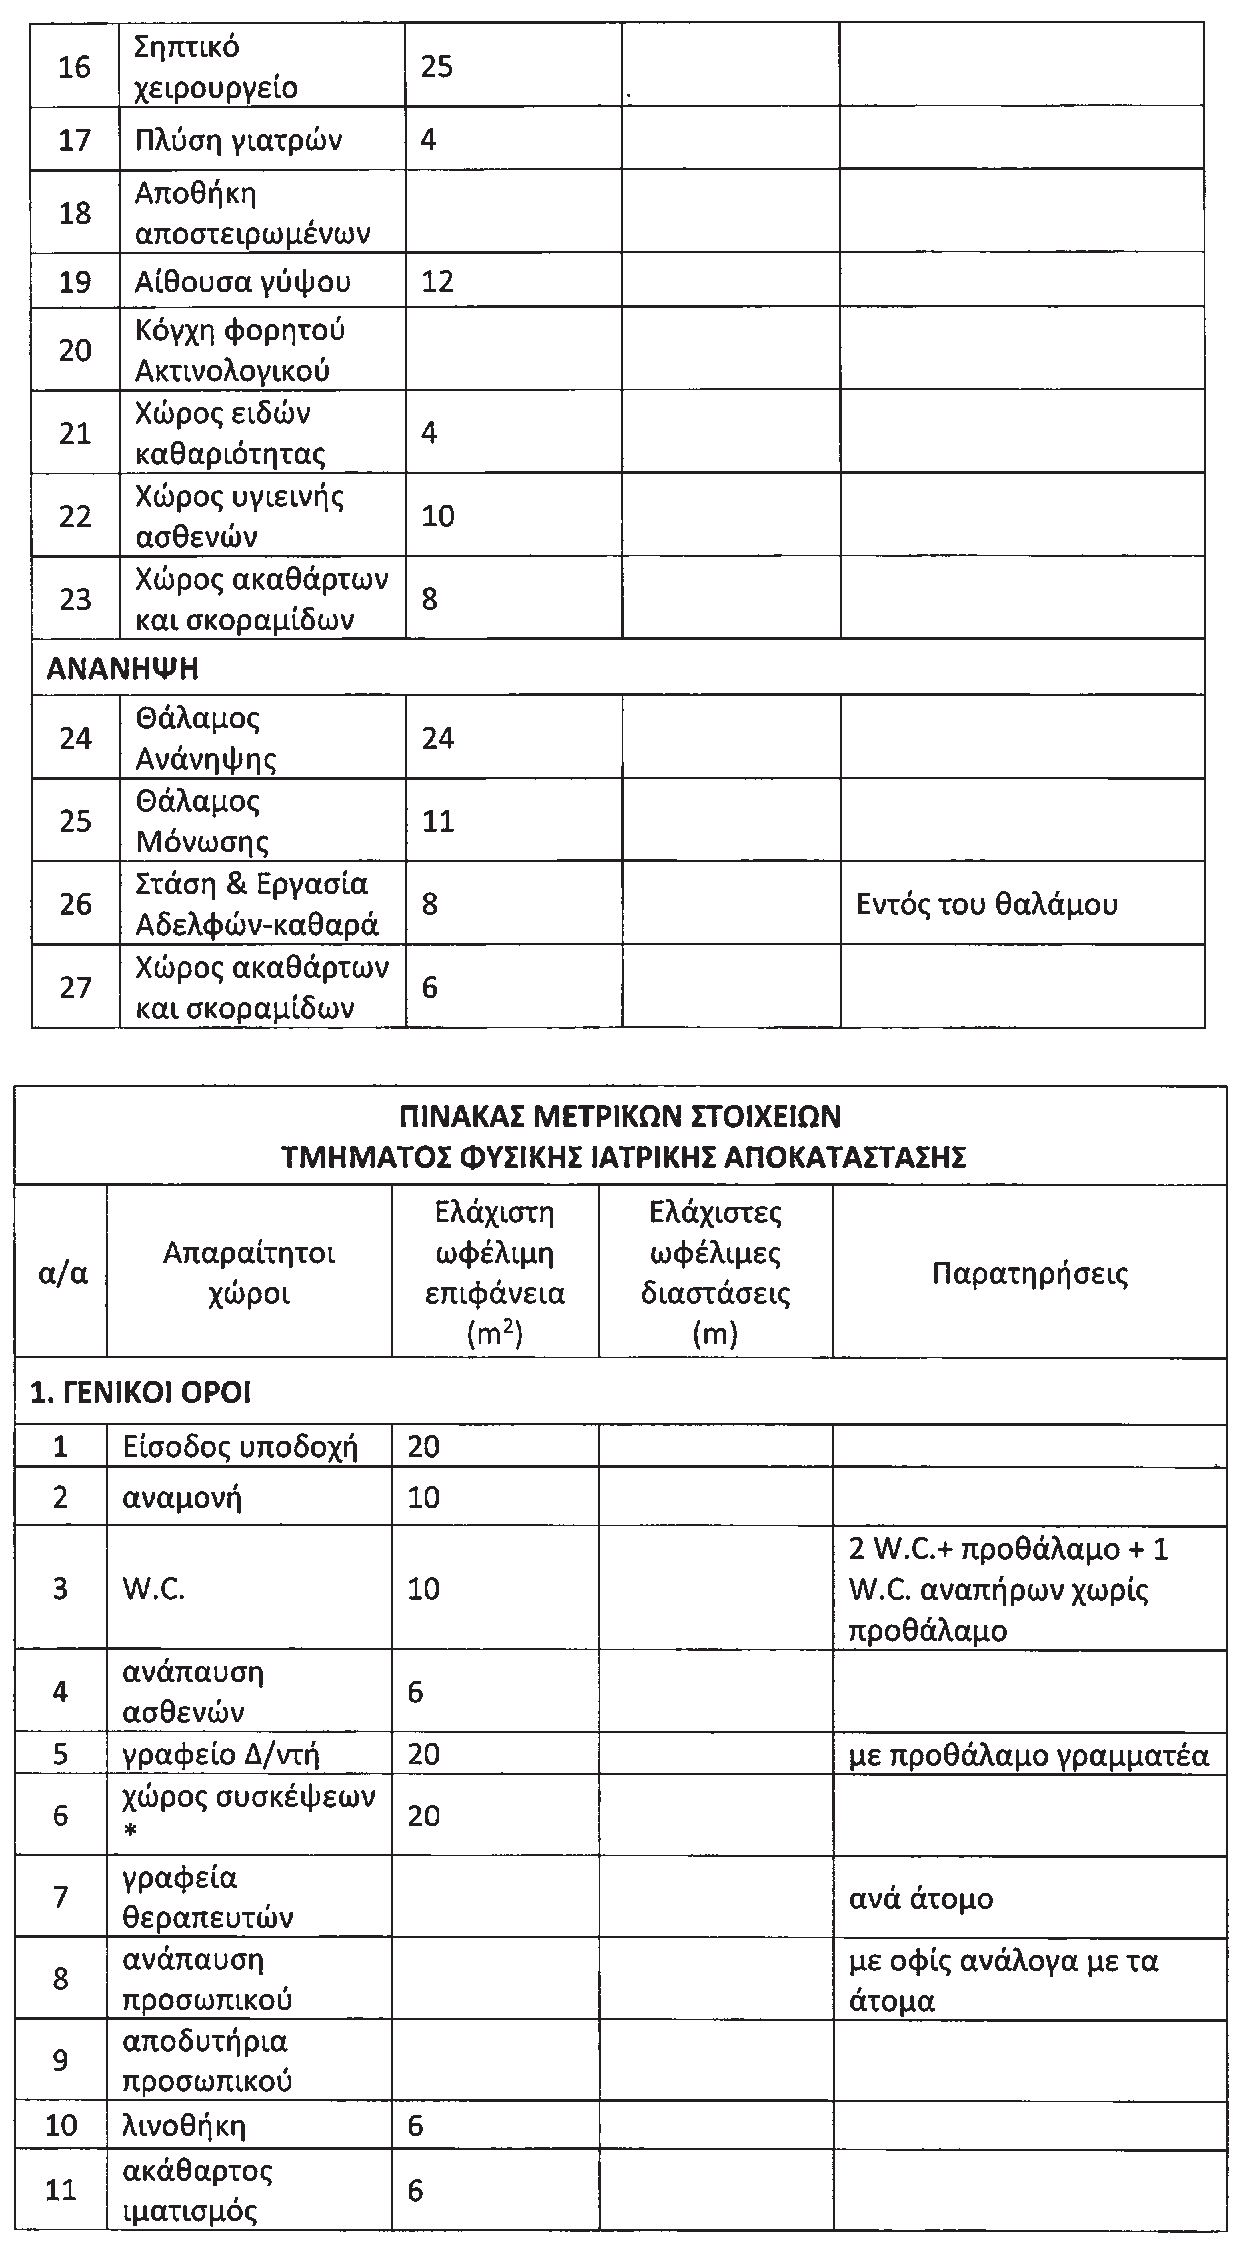 16
Σηπτικό
χειρουργείο
25
17
Πλύση γιατρών
4
18
Αποθήκη
αποστειρωμένων
19
Αίθουσα γύψου
12
20
Κόγχη φορητού
Ακτινολογικού
21
Χώρος ειδών
καθαριότητας
4
22
Χώρος υγιεινής
ασθενών
10
23
Χώρος ακαθάρτων
και σκοραμίδων
8
ΑΝΑΝΗΨΗ
24
Θάλαμος
Ανάνηψης
24
25
Θάλαμος
Μόνωσης
11
26
Στάση & Εργασία
Αδελφών-καθαρά
8
Εντός του θαλάμου
27
Χώρος ακαθάρτων
και σκοραμίδων
6
ΠΙΝΑΚΑΣ ΜΕΤΡΙΚΩΝ ΣΤΟΙΧΕΙΩΝ
ΤΜΗΜΑΤΟΣ ΦΥΣΙΚΗΣ ΙΑΤΡΙΚΗΣ ΑΠΟΚΑΤΑΣΤΑΣΗΣ
α/α
Απαραίτητοι
χώροι
Ελάχιστη
ωφέλιμη
επιφάνεια
(m²)
Ελάχιστες
ωφέλιμες
διαστάσεις
(m)
Παρατηρήσεις
1. ΓΕΝΙΚΟΙ ΟΡΟΙ
1
Είσοδος υποδοχή
20
2
αναμονή
10
3
W.C.
10
2 W.C.+ προθάλαμο + 1
W.C. αναπήρων χωρίς
προθάλαμο
4
ανάπαυση
ασθενών
6
5
γραφείο Δ/ντή
20
με προθάλαμο γραμματέα
6
χώρος συσκέψεων
*
20
7
γραφεία
θεραπευτών
ανά άτομο
8
ανάπαυση
προσωπικού
με οφίς ανάλογα με τα
άτομα
9
αποδυτήρια
προσωπικού
10
λινοθήκη
6
11
ακάθαρτος
ιματισμός
6